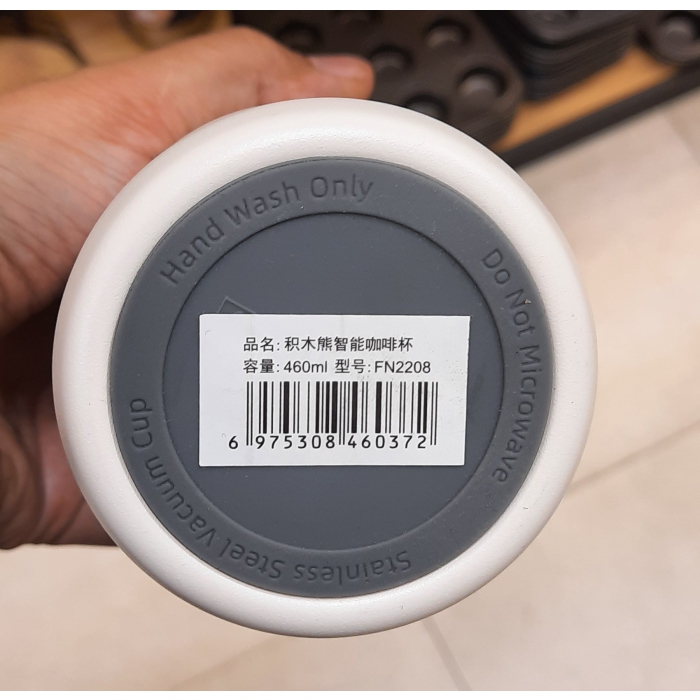 Hand Wash Only
Do Not Microwave
Stainless Steel Vacuum Cup
品名: 积木熊智能咖啡杯
容量: 460ml 型号: FN2208
6 975308 460372